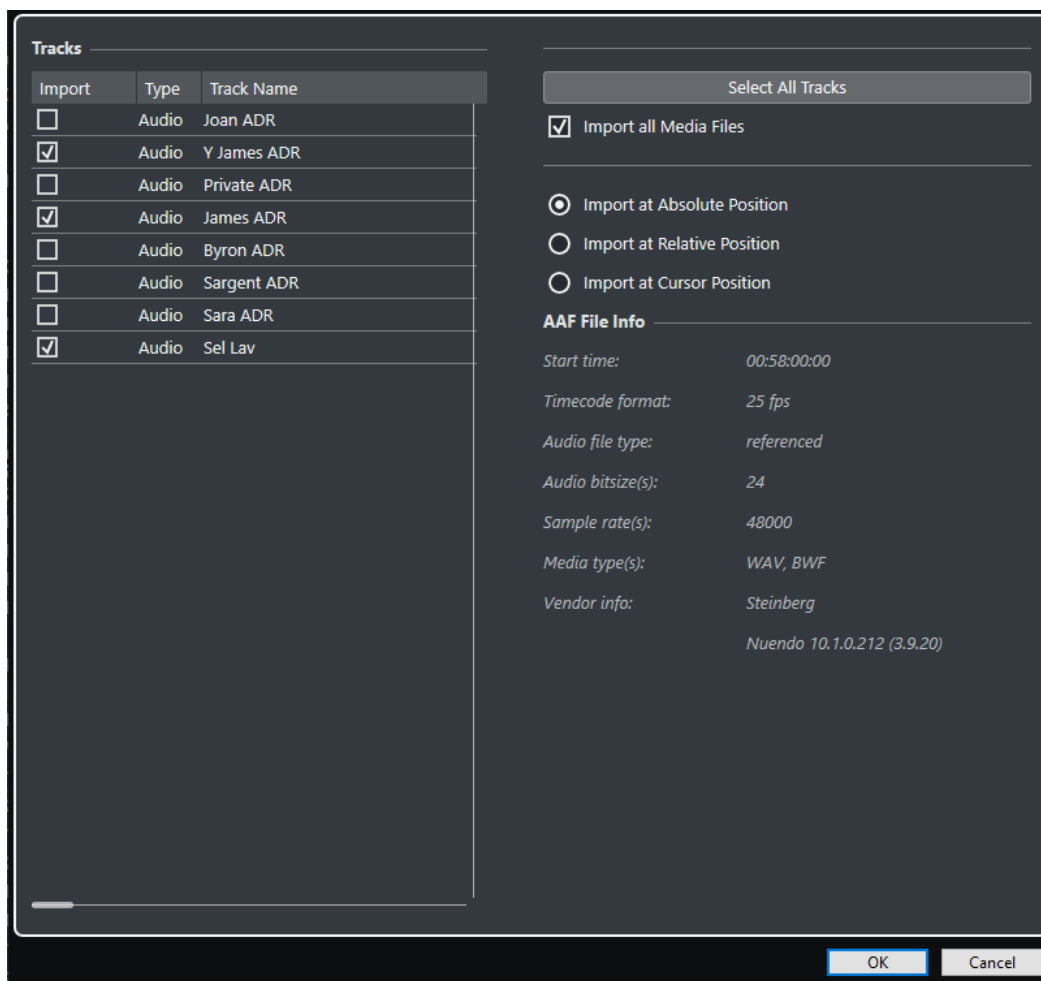 Tracks
Import Type Track Name
Audio Joan ADR
Audio Y James ADR
Audio Private ADR
Audio James ADR
Audio Byron ADR
Audio Sargent ADR
Audio Sara ADR
Audio Sel Lav
Select All Tracks
Import all Media Files
Import at Absolute Position
Import at Relative Position
Import at Cursor Position
AAF File Info
Start time: 00:58:00:00
Timecode format: 25 fps
Audio file type: referenced
Audio bitsize(s): 24
Sample rate(s): 48000
Media type(s): WAV, BWF
Vendor info: Steinberg
Nuendo 10.1.0.212 (3.9.20)
OK Cancel